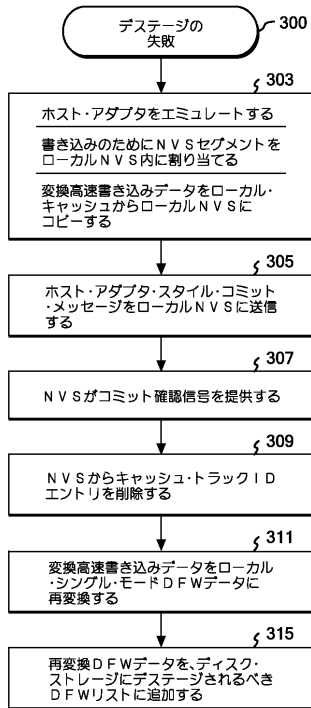 デステージの
失敗
300
303
ホスト・アダプタをエミュレートする
書き込みのためにNVSセグメントを
ローカルNVS内に割り当てる
変換高速書き込みデータをローカル・
キャッシュからローカルNVSに
コピーする
305
ホスト・アダプタ・スタイル・コミット
・メッセージをローカルNVSに送信
する
307
NVSがコミット確認信号を提供する
309
NVSからキャッシュ・トラックID
エントリを削除する
311
変換高速書き込みデータをローカル
・シングル・モードDFWデータに
再変換する
315
再変換DFWデータを、ディスク・
ストレージにデステージされるべき
DFWリストに追加する